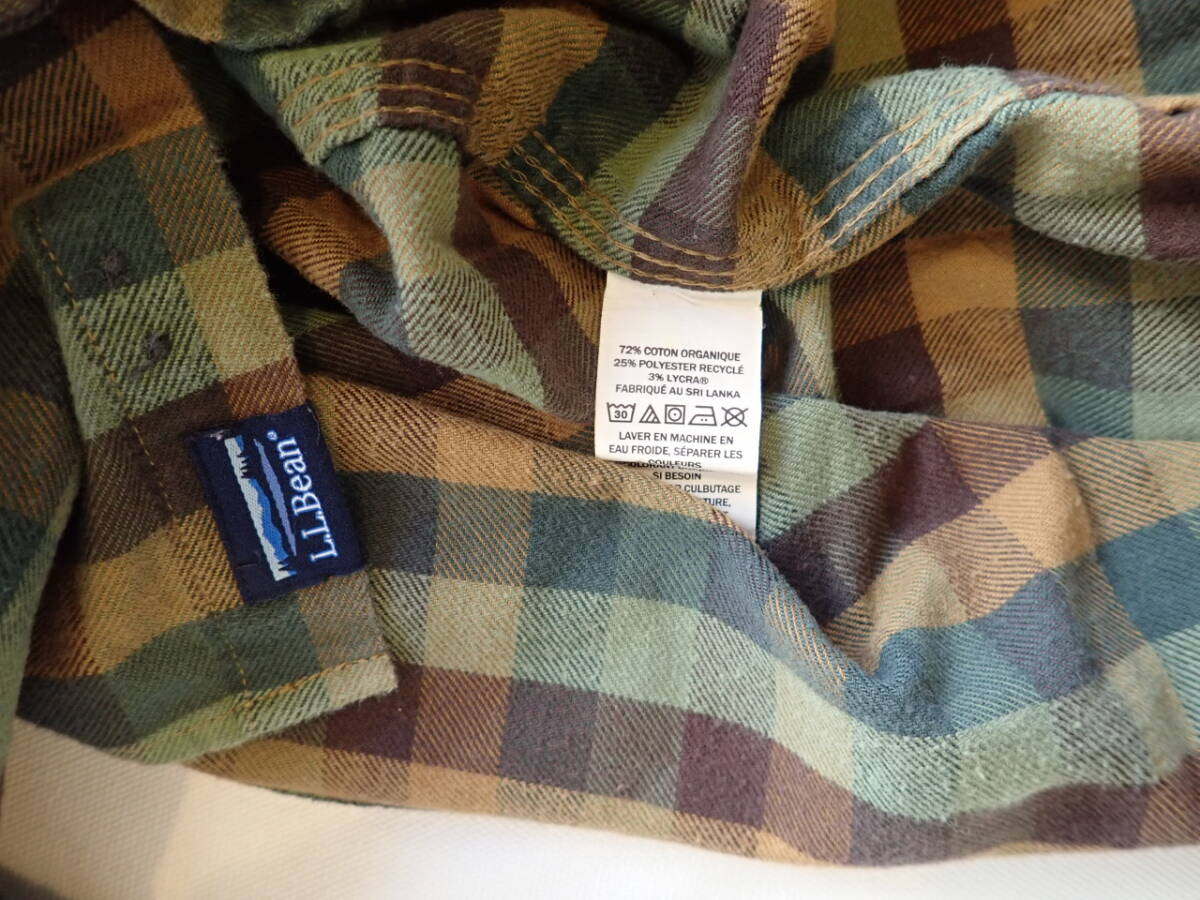 72% COTON ORGANIQUE
25% POLYESTER RECYCLÉ
3% LYCRA®
FABRIQUÉ AU SRI LANKA
30
LAVER EN MACHINE EN
EAU FROIDE, SÉPARER LES
COULEURS
SI BESOIN
CULBUTAGE
L.L.Bean®